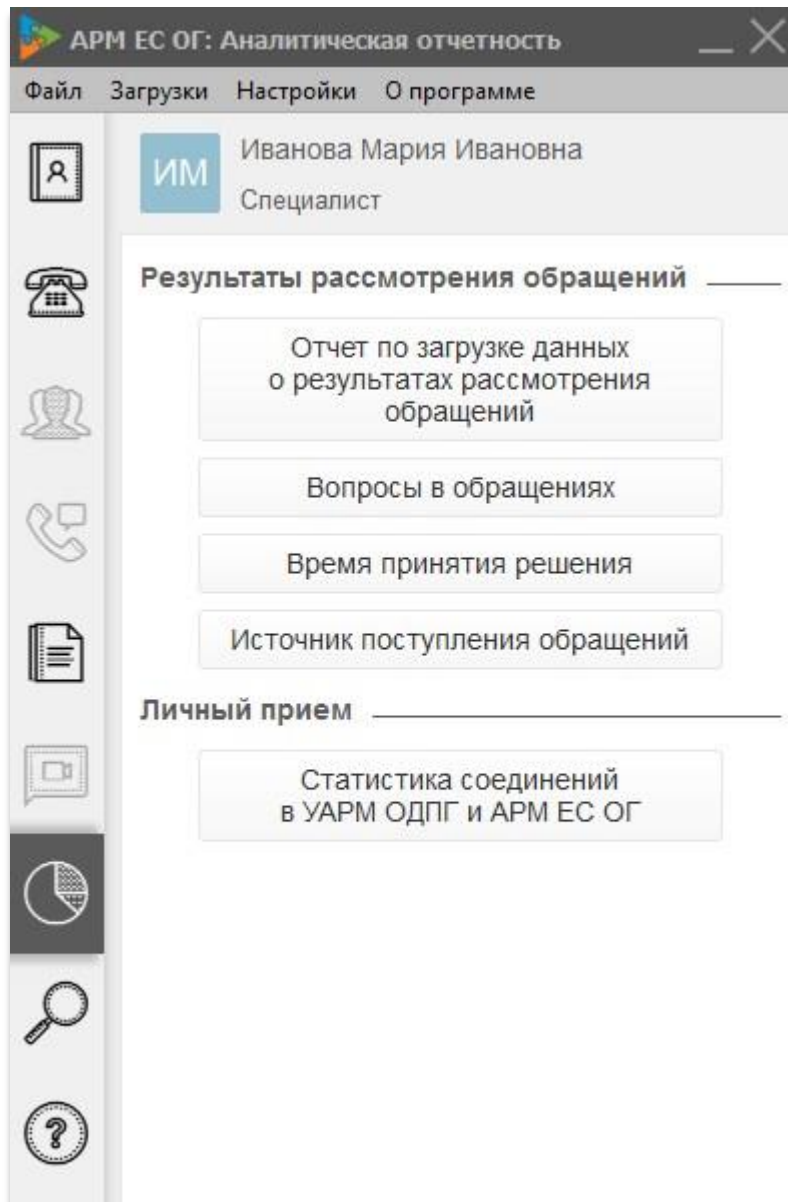 АРМ ЕС ОГ: Аналитическая отчетность
Файл Загрузки Настройки О программе
ИМ
Иванова Мария Ивановна
Специалист
Результаты рассмотрения обращений
Отчет по загрузке данных
о результатах рассмотрения
обращений
Вопросы в обращениях
Время принятия решения
Источник поступления обращений
Личный прием
Статистика соединений
в УАРМ ОДПГ и АРМ ЕС ОГ
?